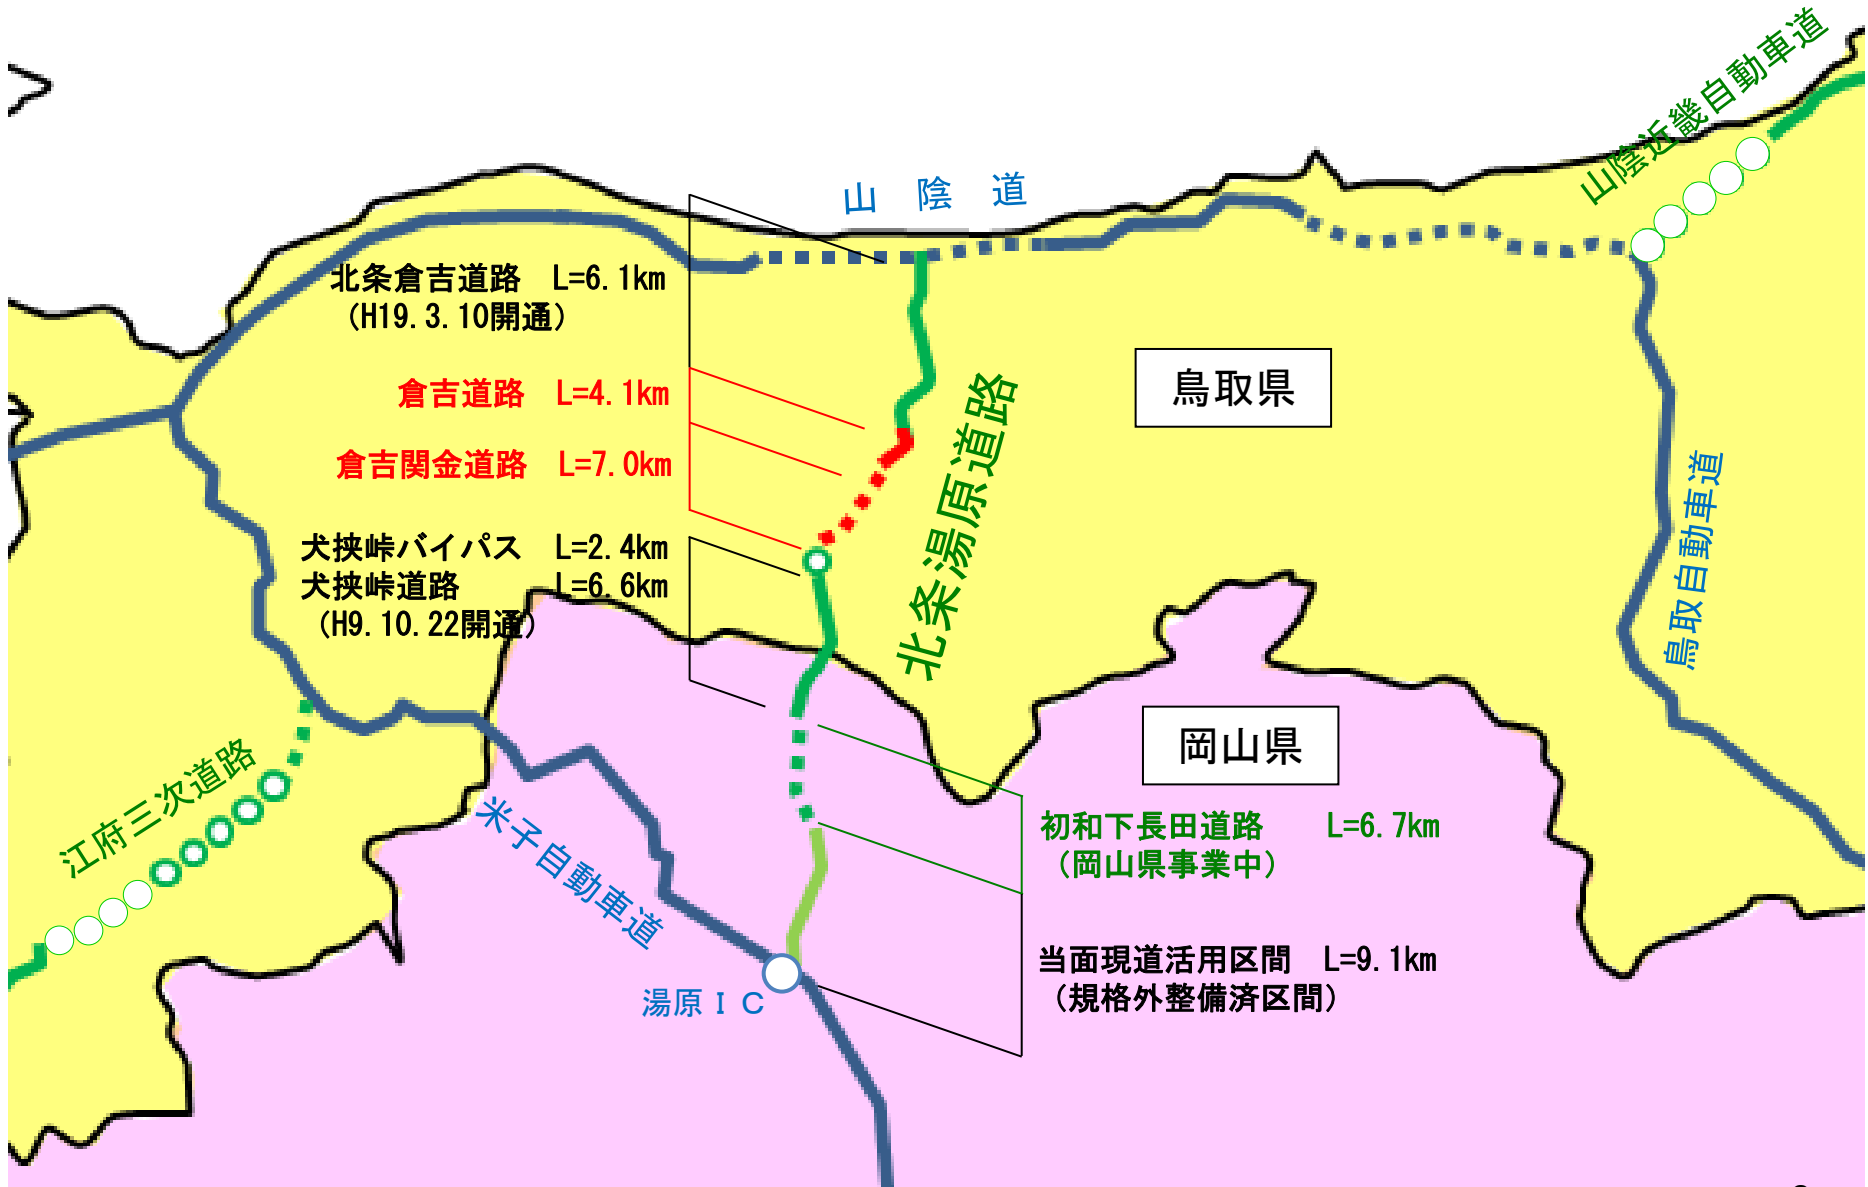 山陰近畿自動車道
山　陰　道
北条倉吉道路　L=6.1km
（H19.3.10開通）
倉吉道路　L=4.1km
倉吉関金道路　L=7.0km
犬挟峠バイパス　L=2.4km
犬挟峠道路　　　L=6.6km
（H9.10.22開通）
北条湯原道路
鳥取県
鳥取自動車道
岡山県
江府三次道路
米子自動車道
初和下長田道路　　L=6.7km
（岡山県事業中）
当面現道活用区間　L=9.1km
（規格外整備済区間）
湯原ＩＣ